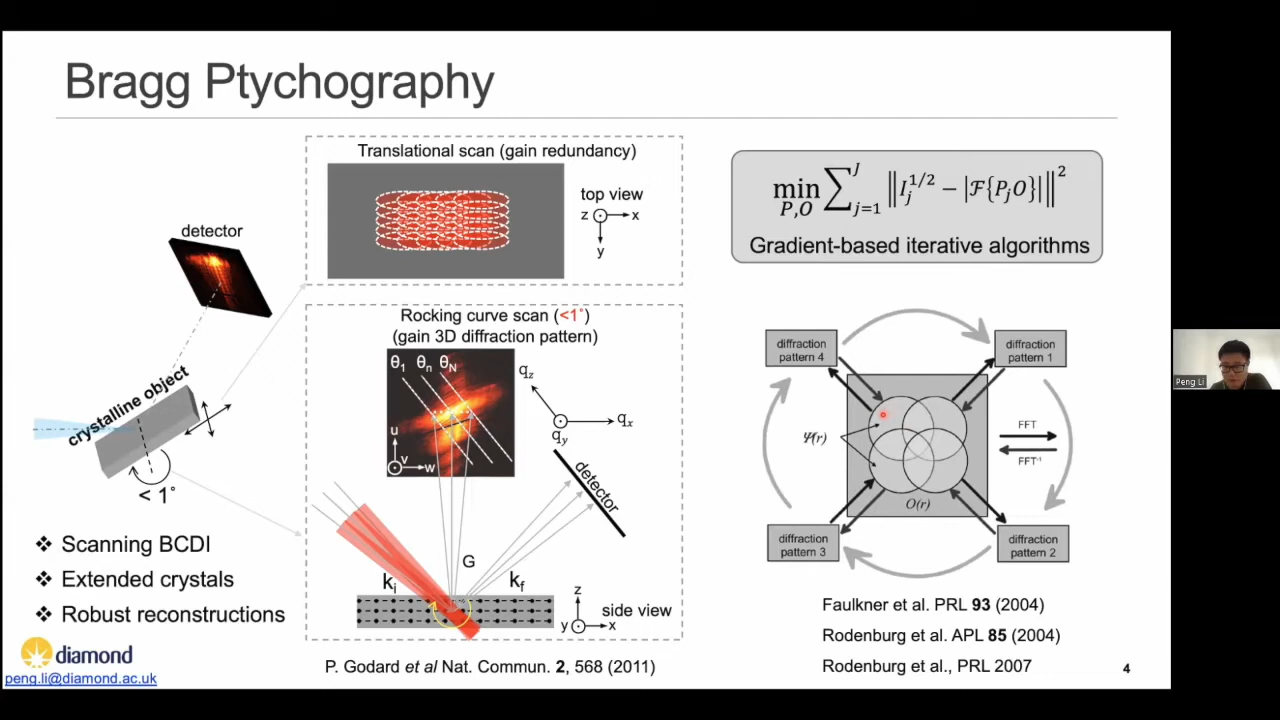 Bragg Ptychography
Translational scan (gain redundancy)
top view
z
x
y
detector
crystalline object
< 1°
Rocking curve scan (<1°)
(gain 3D diffraction pattern)
θ1 θn θN
u
v
w
qz
qx
qy
detector
G
ki
kf
z
y
x
side view
❖ Scanning BCDI
❖ Extended crystals
❖ Robust reconstructions
diamond
peng.li@diamond.ac.uk
P. Godard et al Nat. Commun. 2, 568 (2011)
min P,O ∑ j=1 J ‖Ij^1/2 − |ℱ{PjO}|‖^2
Gradient-based iterative algorithms
diffraction
pattern 4
diffraction
pattern 1
Ψ(r)
O(r)
FFT
FFT-1
diffraction
pattern 3
diffraction
pattern 2
Faulkner et al. PRL 93 (2004)
Rodenburg et al. APL 85 (2004)
Rodenburg et al., PRL 2007
4
Peng Li